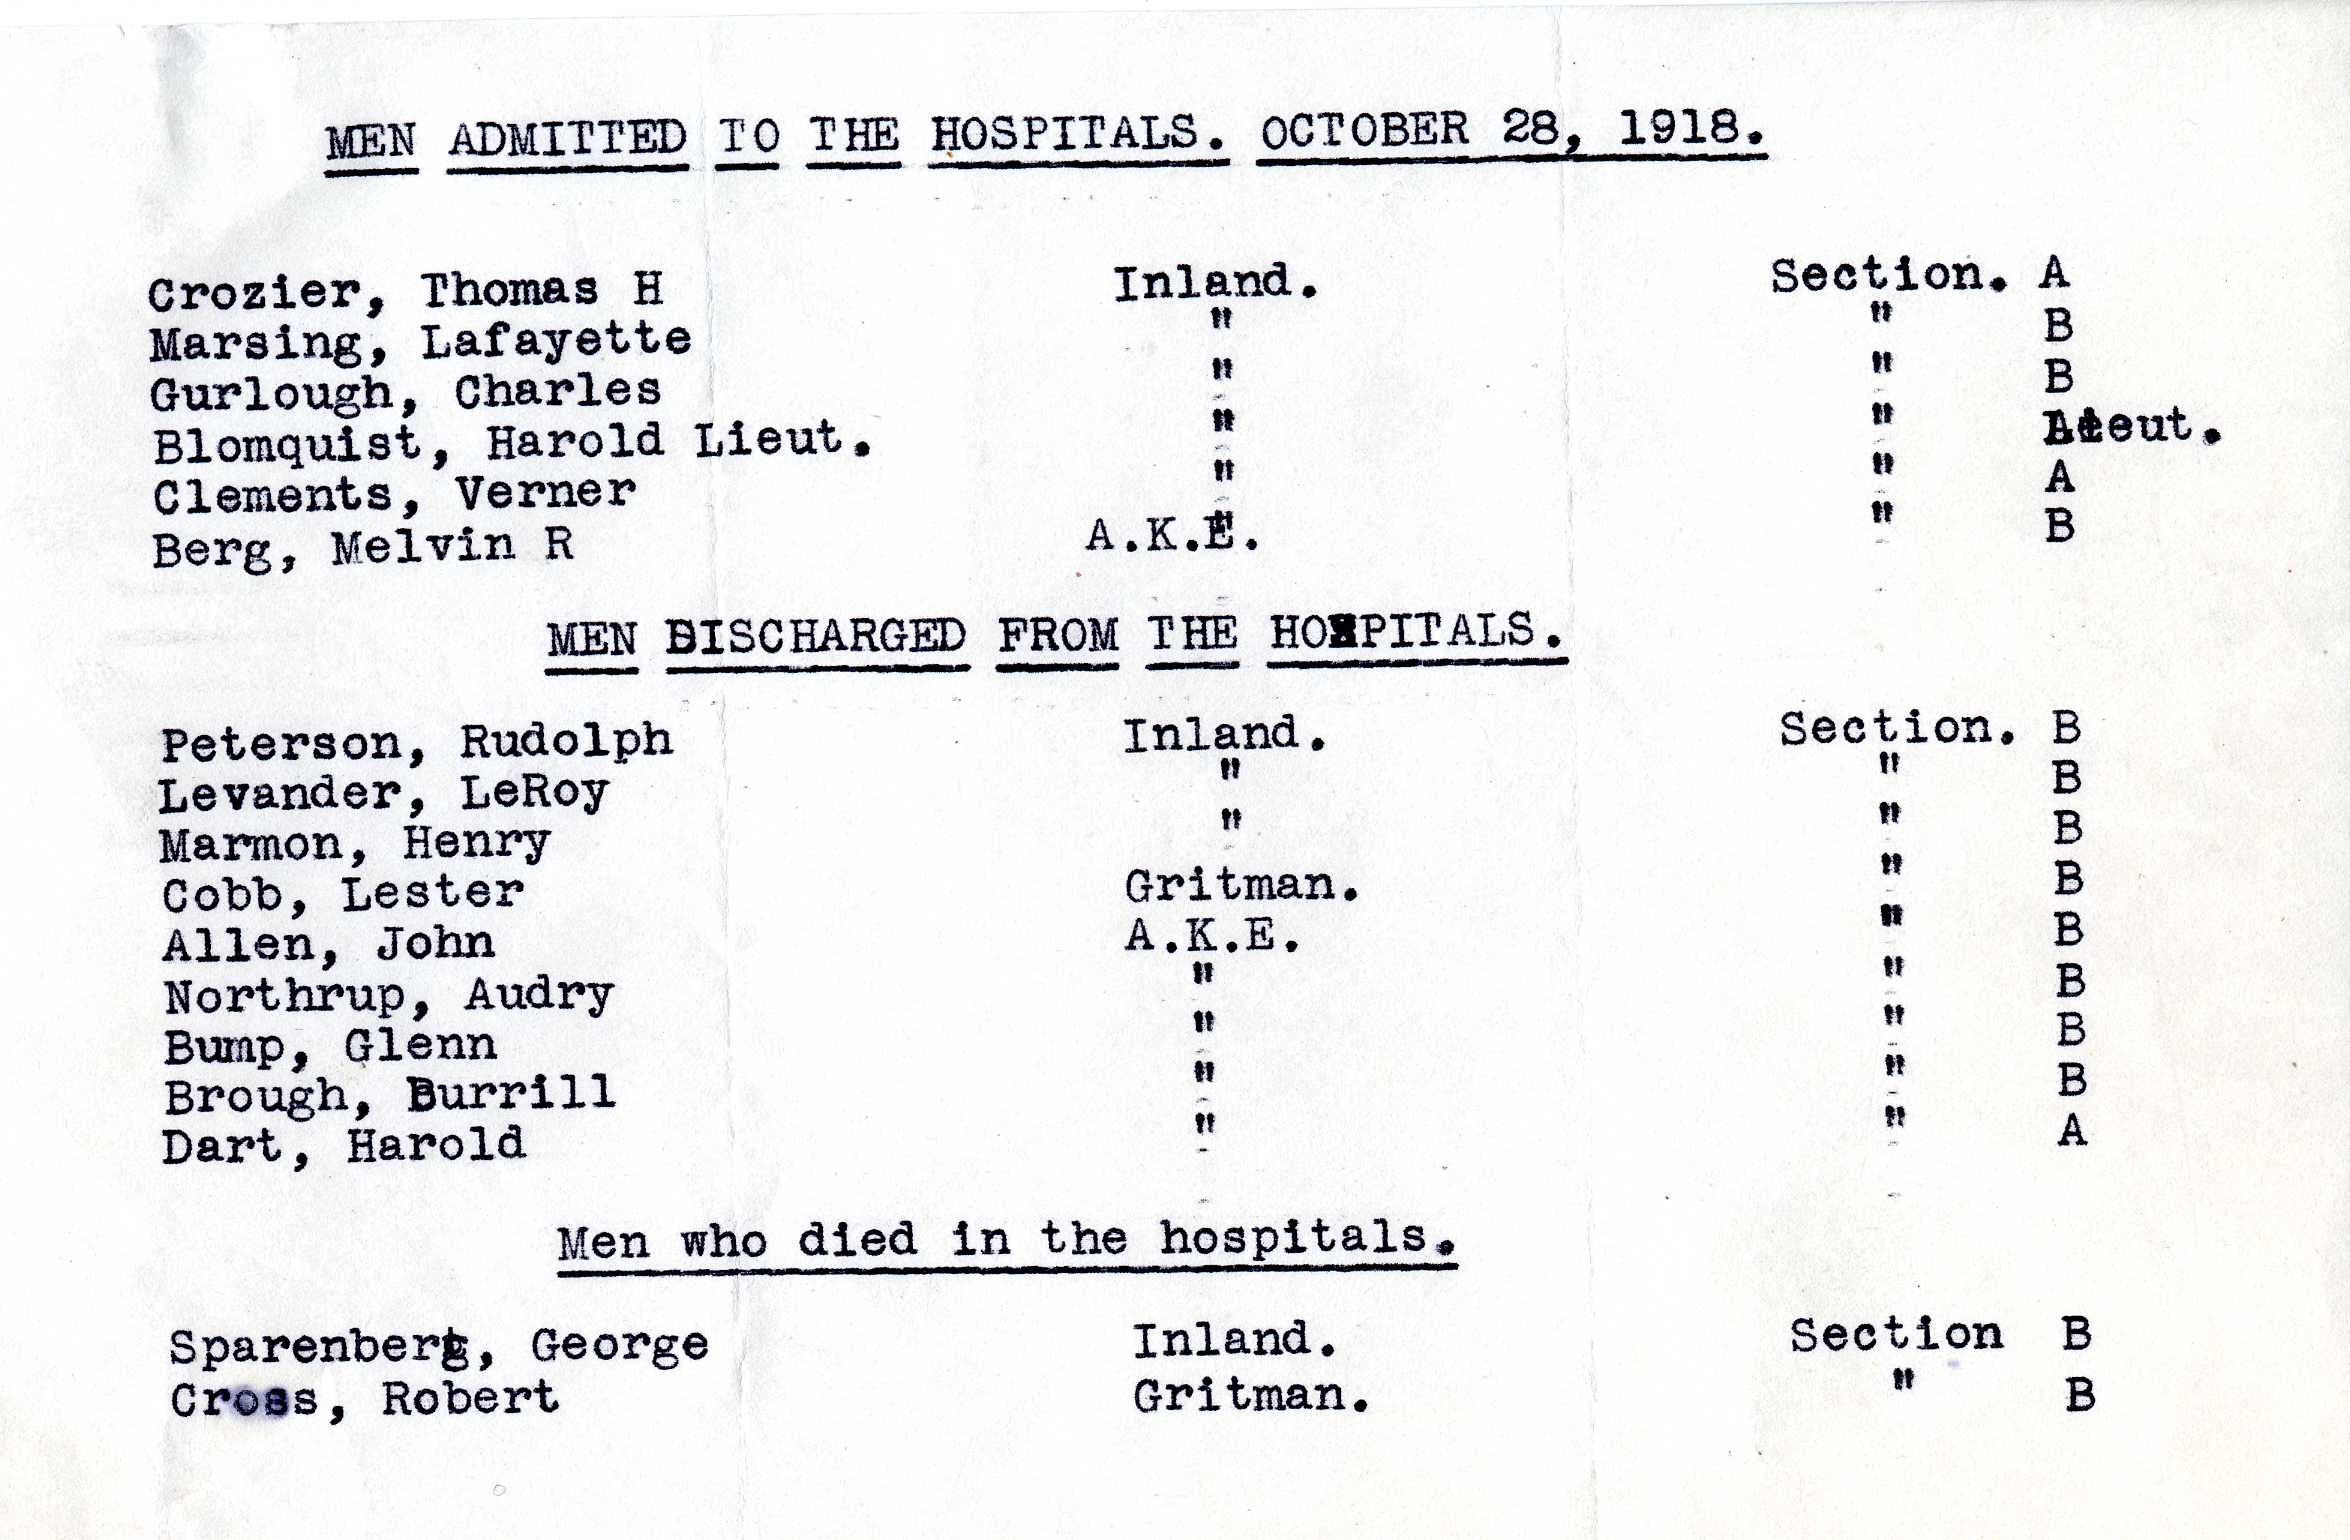 MEN ADMITTED TO THE HOSPITALS. OCTOBER 28, 1918.
Crozier, Thomas H Inland. Section. A
Marsing, Lafayette " " B
Gurlough, Charles " " B
Blomquist, Harold Lieut. " " Lieut.
Clements, Verner " " A
Berg, Melvin R A.K.E. " B
MEN DISCHARGED FROM THE HOSPITALS.
Peterson, Rudolph Inland. Section. B
Levander, LeRoy " " B
Marmon, Henry " " B
Cobb, Lester Gritman. " B
Allen, John A.K.E. " B
Northrup, Audry " " B
Bump, Glenn " " B
Brough, Burrill " " B
Dart, Harold " " A
Men who died in the hospitals.
Sparenberg, George Inland. Section B
Cross, Robert Gritman. " B